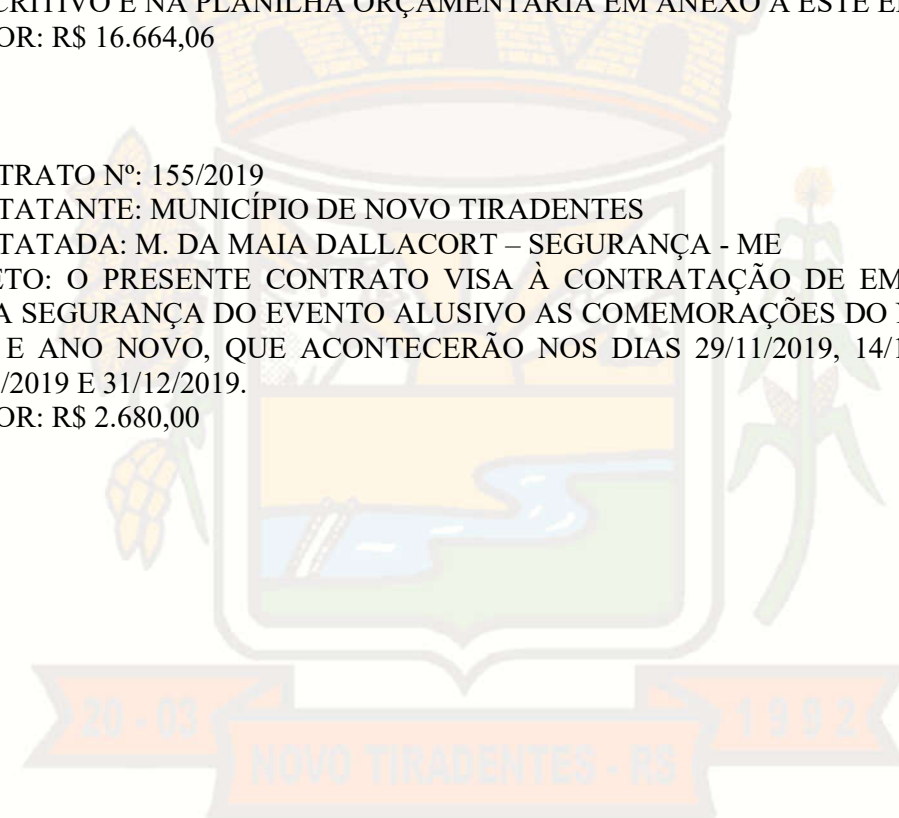 CRITIVO E NA PLANILHA ORÇAMENTÁRIA EM ANEXO A ESTE E
OR: R$ 16.664,06
TRATO Nº: 155/2019
TATANTE: MUNICÍPIO DE NOVO TIRADENTES
TATADA: M. DA MAIA DALLACORT – SEGURANÇA - ME
ETO: O PRESENTE CONTRATO VISA À CONTRATAÇÃO DE EM
A SEGURANÇA DO EVENTO ALUSIVO AS COMEMORAÇÕES DO
E ANO NOVO, QUE ACONTECERÃO NOS DIAS 29/11/2019, 14/1
/2019 E 31/12/2019.
OR: R$ 2.680,00
20 - 03 1992
NOVO TIRADENTES - RS